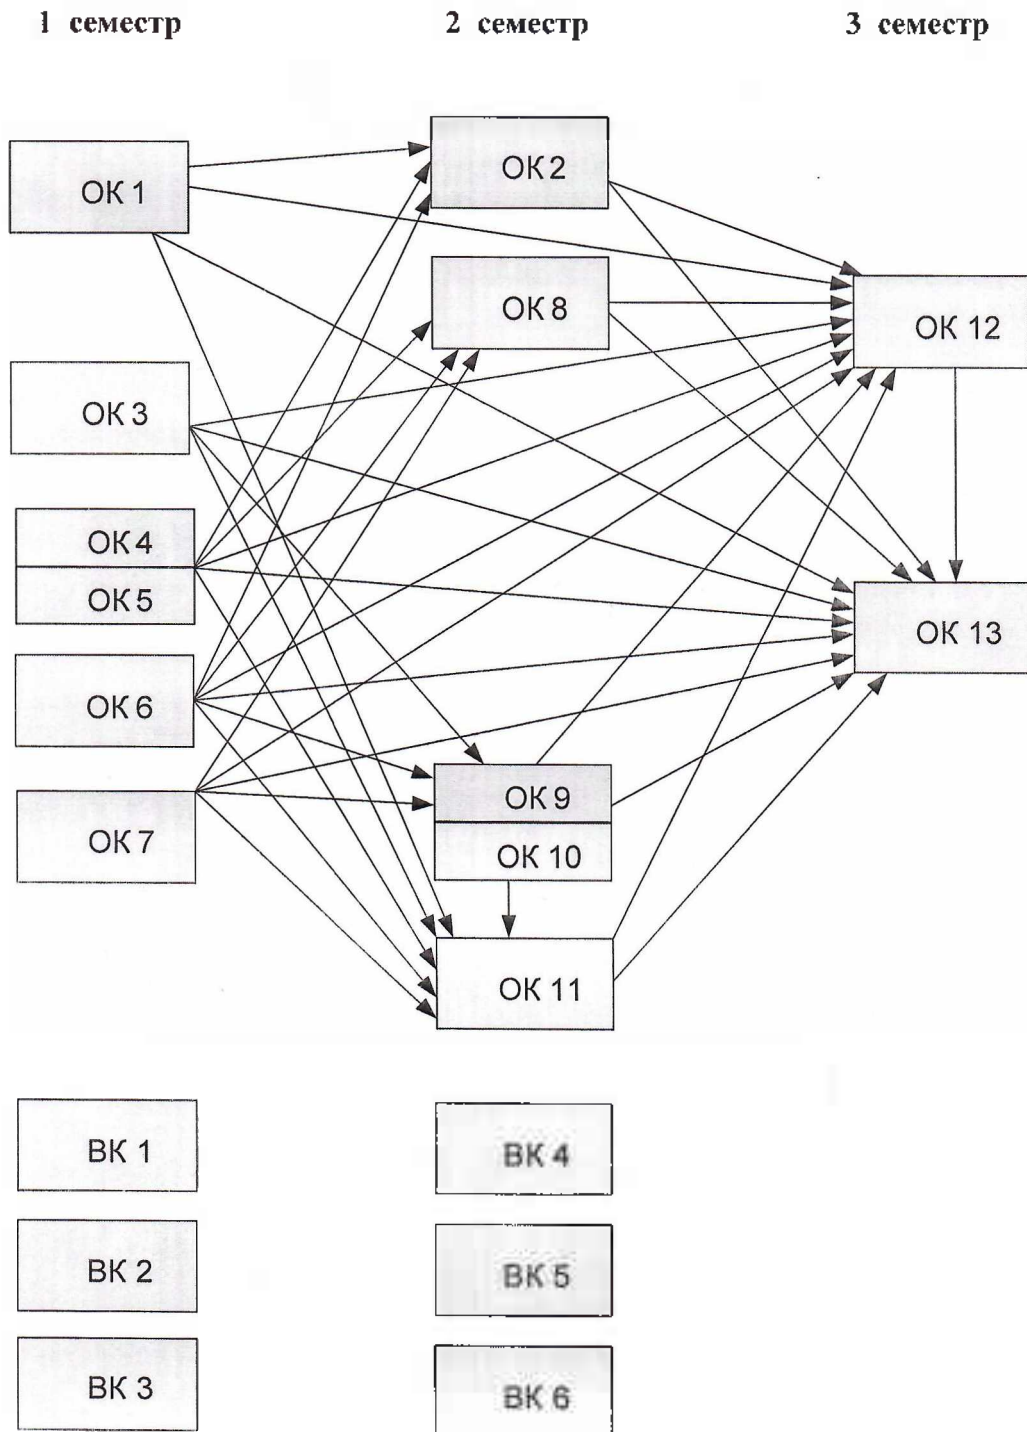 1 семестр
2 семестр
3 семестр
ОК 1
ОК 2
ОК 8
ОК 12
ОК 3
ОК 4
ОК 5
ОК 6
ОК 7
ОК 13
ОК 9
ОК 10
ОК 11
ВК 1
ВК 4
ВК 2
ВК 5
ВК 3
ВК 6